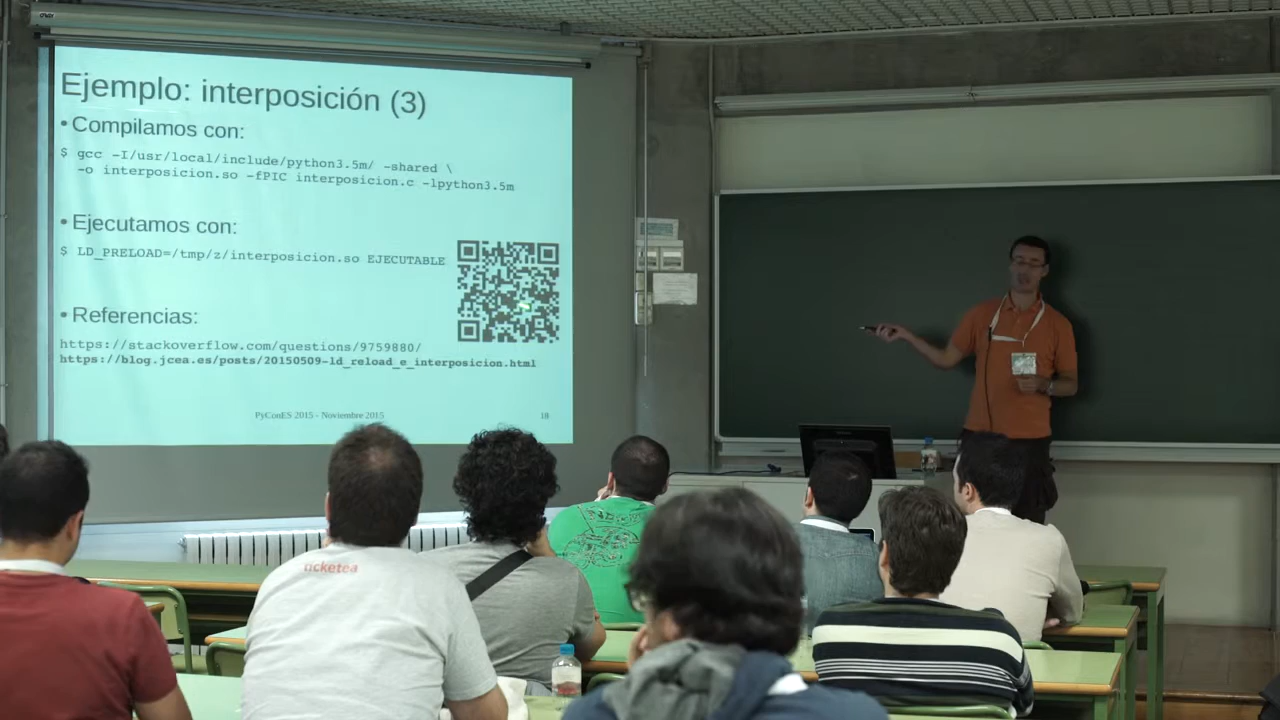 Ejemplo: interposición (3)
• Compilamos con:
$ gcc -I/usr/local/include/python3.5m/ -shared \
-o interposicion.so -fPIC interposicion.c -lpython3.5m
• Ejecutamos con:
$ LD_PRELOAD=/tmp/z/interposicion.so EJECUTABLE
• Referencias:
https://stackoverflow.com/questions/9759880/
https://blog.jcea.es/posts/20150509-ld_reload_e_interposicion.html
PyConES 2015 - Noviembre 2015
18
ticketea